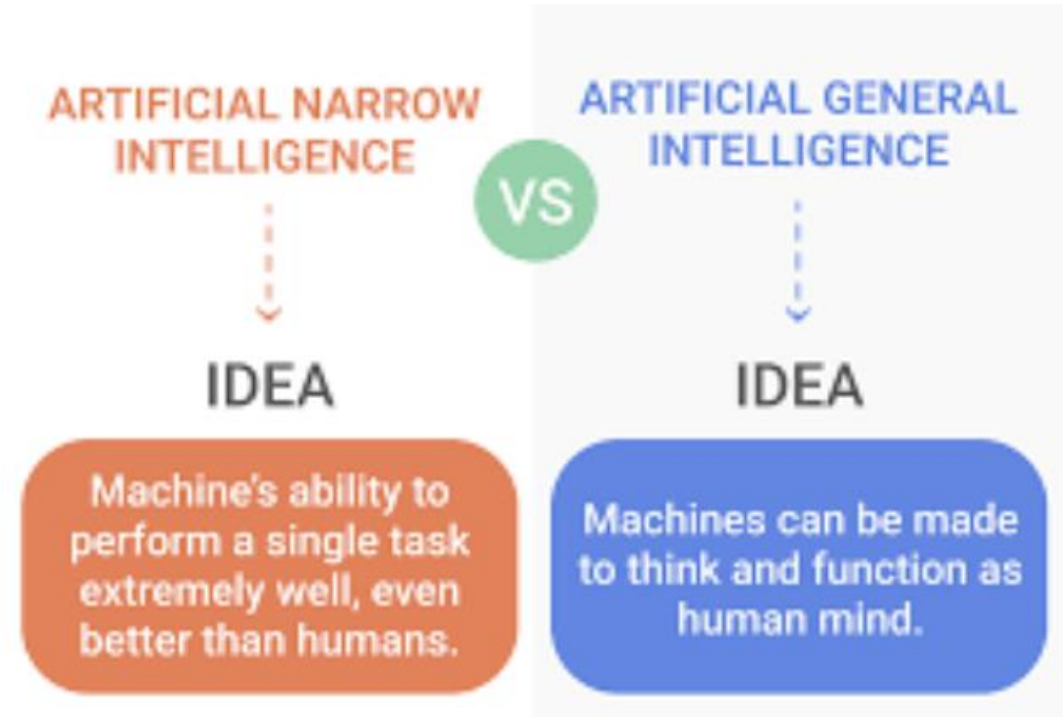 ARTIFICIAL NARROW
INTELLIGENCE
VS
ARTIFICIAL GENERAL
INTELLIGENCE
IDEA
Machine's ability to
perform a single task
extremely well, even
better than humans.
IDEA
Machines can be made
to think and function as
human mind.